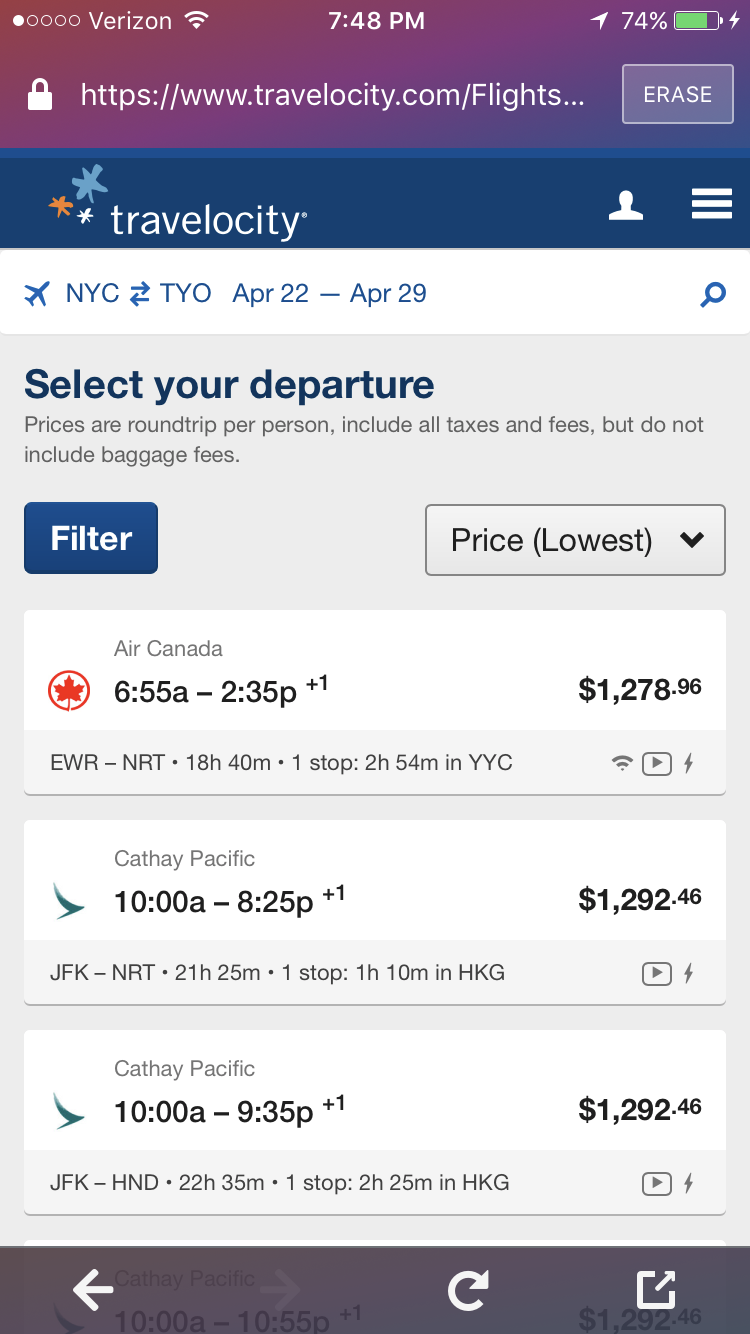 Verizon 7:48 PM 74%
https://www.travelocity.com/Flights... ERASE
travelocity
NYC ⇄ TYO Apr 22 — Apr 29
Select your departure
Prices are roundtrip per person, include all taxes and fees, but do not
include baggage fees.
Filter Price (Lowest)
Air Canada
6:55a – 2:35p +1 $1,278.96
EWR – NRT • 18h 40m • 1 stop: 2h 54m in YYC
Cathay Pacific
10:00a – 8:25p +1 $1,292.46
JFK – NRT • 21h 25m • 1 stop: 1h 10m in HKG
Cathay Pacific
10:00a – 9:35p +1 $1,292.46
JFK – HND • 22h 35m • 1 stop: 2h 25m in HKG
Cathay Pacific
10:00a – 10:55p +1 $1,292.46